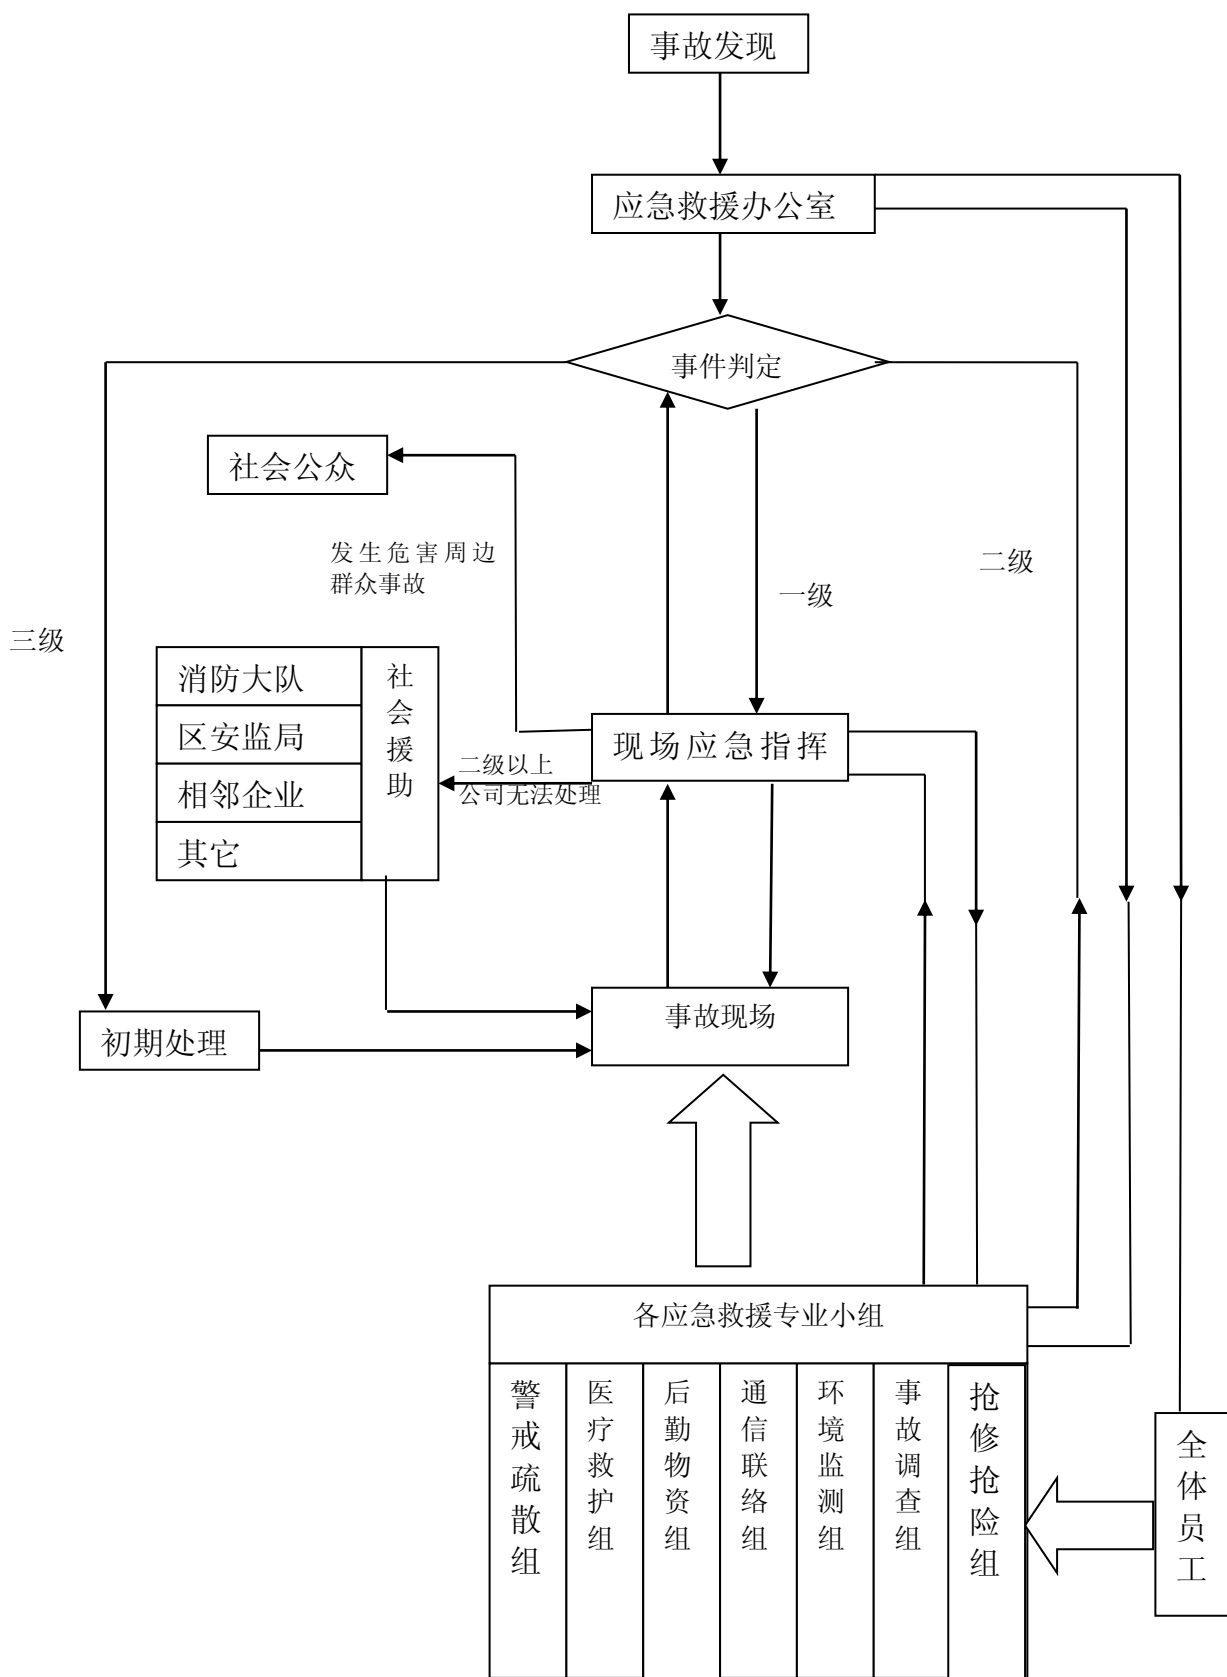 事故发现
应急救援办公室
事件判定
社会公众
发生危害周边
群众事故
二级
一级
三级
消防大队
区安监局
相邻企业
其它
社会援助
现场应急指挥
二级以上
公司无法处理
事故现场
初期处理
各应急救援专业小组
警戒疏散组
医疗救护组
后勤物资组
通信联络组
环境监测组
事故调查组
抢修抢险组
全体员工